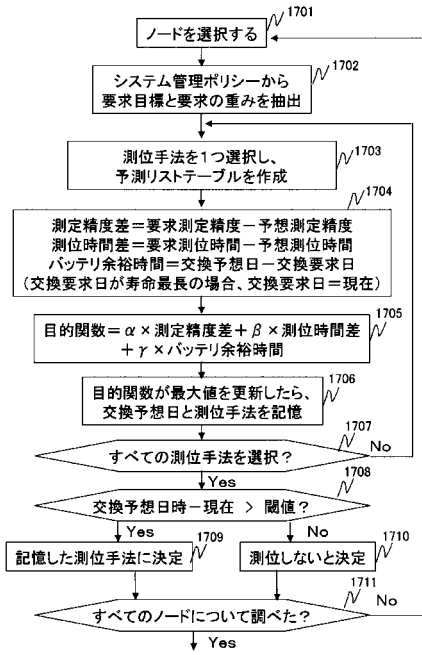 1701
ノードを選択する
1702
システム管理ポリシーから
要求目標と要求の重みを抽出
1703
測位手法を1つ選択し、
予測リストテーブルを作成
1704
測定精度差=要求測定精度-予想測定精度
測位時間差=要求測位時間-予想測位時間
バッテリ余裕時間=交換予想日-交換要求日
(交換要求日が寿命最長の場合、交換要求日=現在)
1705
目的関数=α×測定精度差+β×測位時間差
+γ×バッテリ余裕時間
1706
目的関数が最大値を更新したら、
交換予想日と測位手法を記憶
1707
すべての測位手法を選択?
No
Yes
1708
交換予想日時-現在 > 閾値?
Yes
No
1709
記憶した測位手法に決定
1710
測位しないと決定
1711
すべてのノードについて調べた?
No
Yes